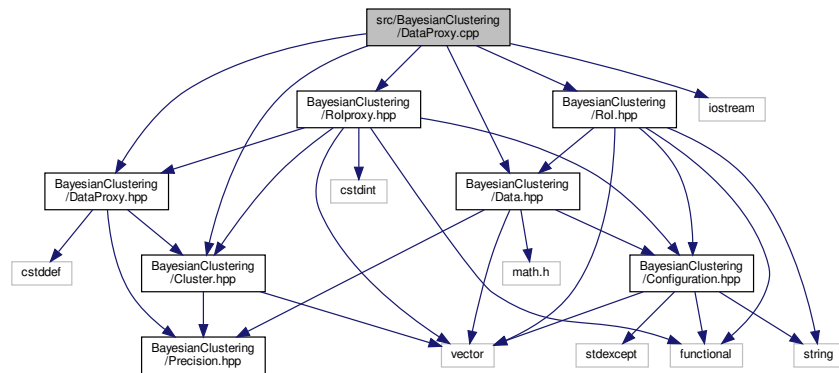 src/BayesianClustering
/DataProxy.cpp
BayesianClustering
/RoIproxy.hpp
BayesianClustering
/RoI.hpp
iostream
BayesianClustering
/DataProxy.hpp
cstdint
BayesianClustering
/Data.hpp
cstddef
BayesianClustering
/Cluster.hpp
math.h
BayesianClustering
/Configuration.hpp
BayesianClustering
/Precision.hpp
vector
stdexcept
functional
string